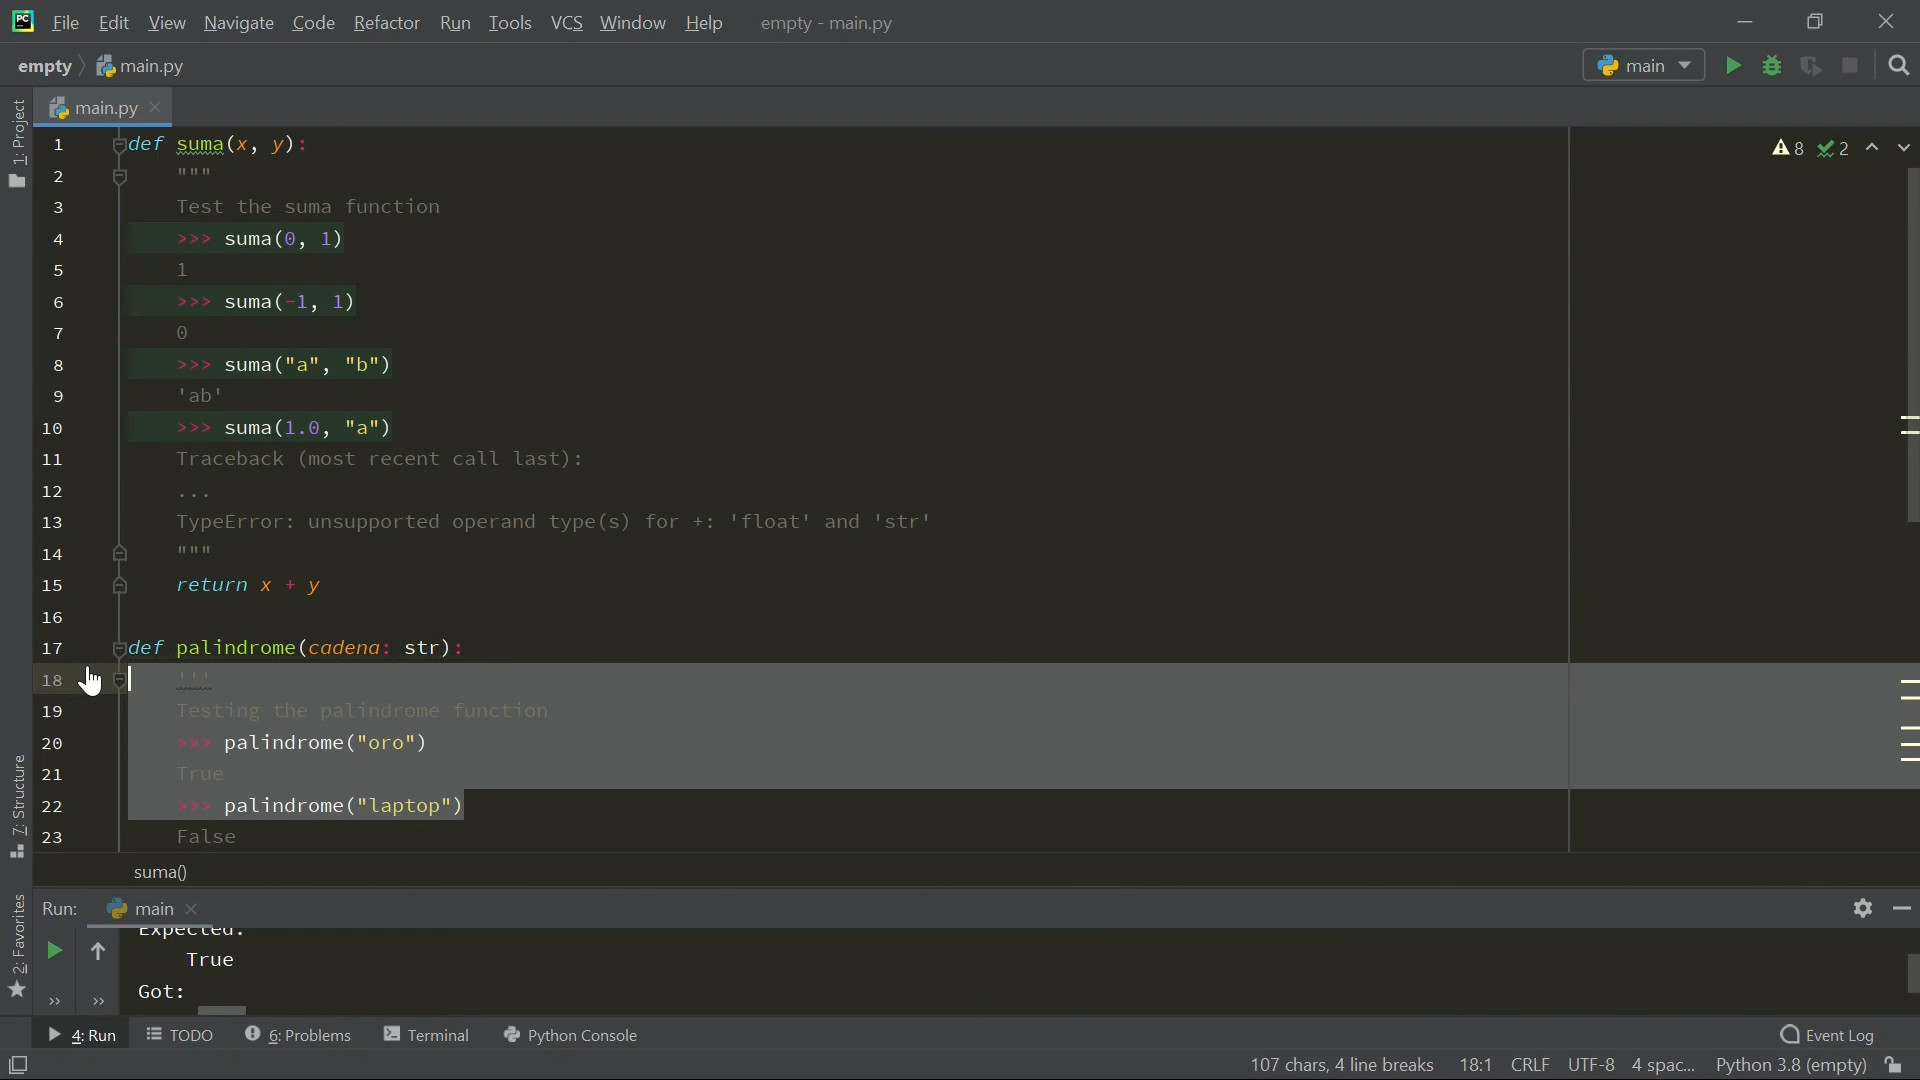 PC File Edit View Navigate Code Refactor Run Tools VCS Window Help empty - main.py
empty main.py main
main.py
1: Project
1 def suma(x, y): 8 2
2 """
3 Test the suma function
4 >>> suma(0, 1)
5 1
6 >>> suma(-1, 1)
7 0
8 >>> suma("a", "b")
9 'ab'
10 >>> suma(1.0, "a")
11 Traceback (most recent call last):
12 ...
13 TypeError: unsupported operand type(s) for +: 'float' and 'str'
14 """
15 return x + y
16
17 def palindrome(cadena: str):
18 '''
19 Testing the palindrome function
20 >>> palindrome("oro")
21 True
22 >>> palindrome("laptop")
23 False
7: Structure
suma()
2: Favorites
Run: main
Expected:
True
Got:
4: Run TODO 6: Problems Terminal Python Console Event Log
107 chars, 4 line breaks 18:1 CRLF UTF-8 4 spac... Python 3.8 (empty)